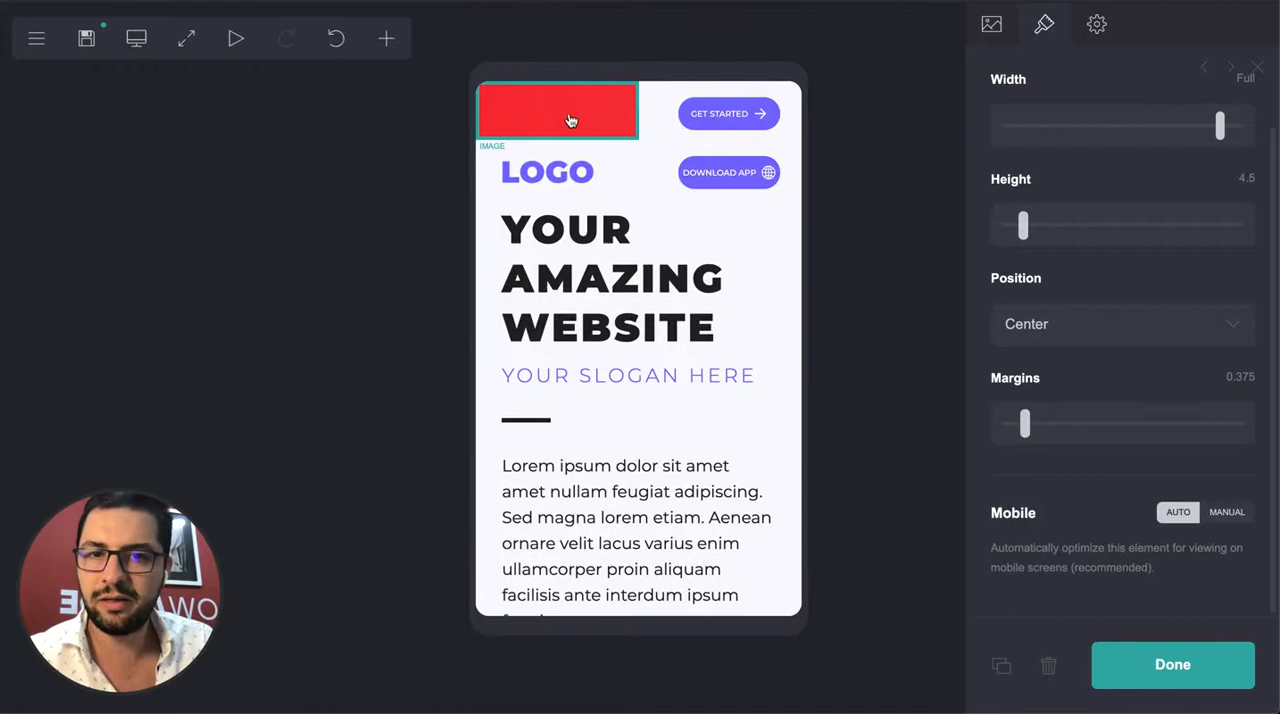 GET STARTED
IMAGE
LOGO
DOWNLOAD APP
YOUR
AMAZING
WEBSITE
YOUR SLOGAN HERE
Lorem ipsum dolor sit amet
amet nullam feugiat adipiscing.
Sed magna lorem etiam. Aenean
ornare velit lacus varius enim
ullamcorper proin aliquam
facilisis ante interdum ipsum
Width Full
Height 4.5
Position
Center
Margins 0.375
Mobile AUTO MANUAL
Automatically optimize this element for viewing on
mobile screens (recommended).
Done